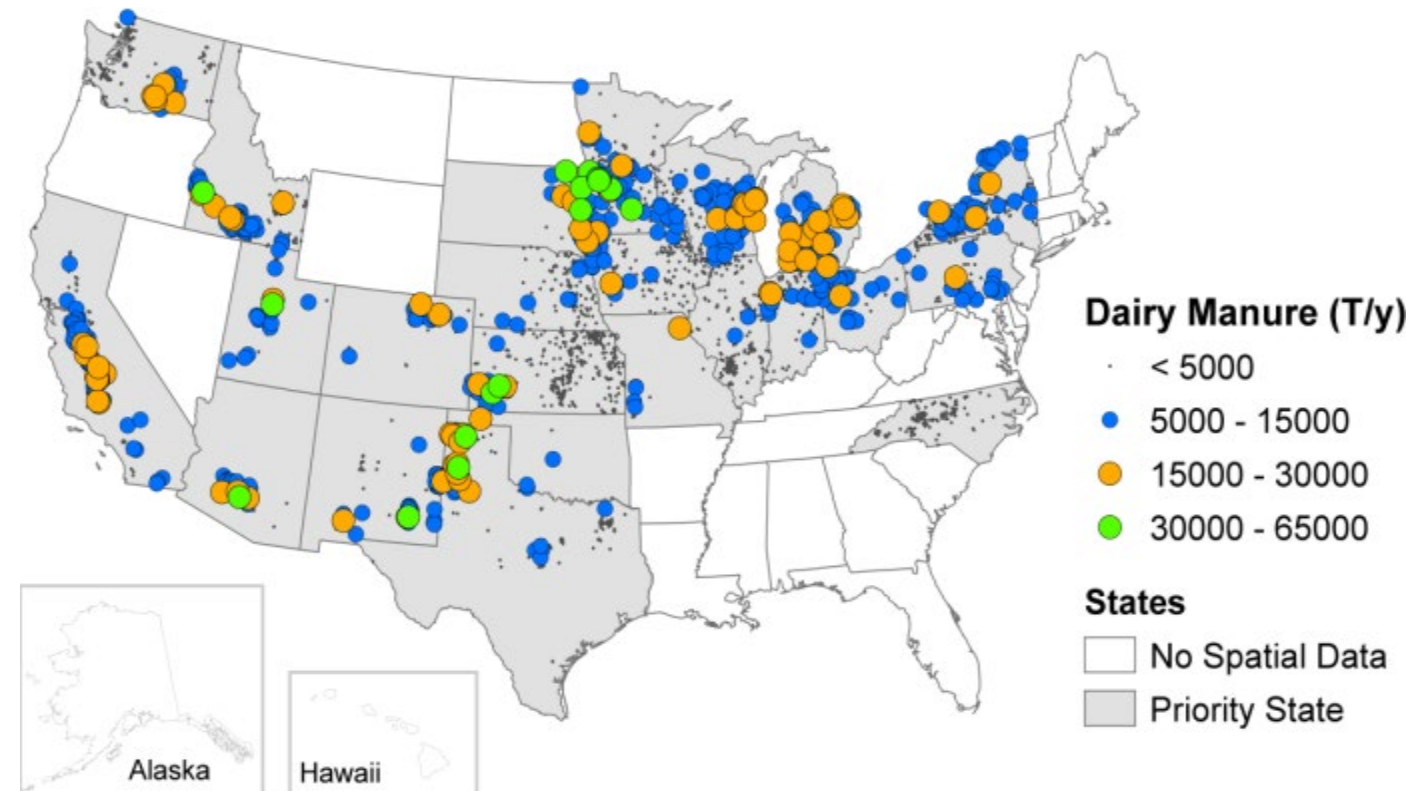 Dairy Manure (T/y)
< 5000
5000 - 15000
15000 - 30000
30000 - 65000
States
No Spatial Data
Priority State
Alaska
Hawaii